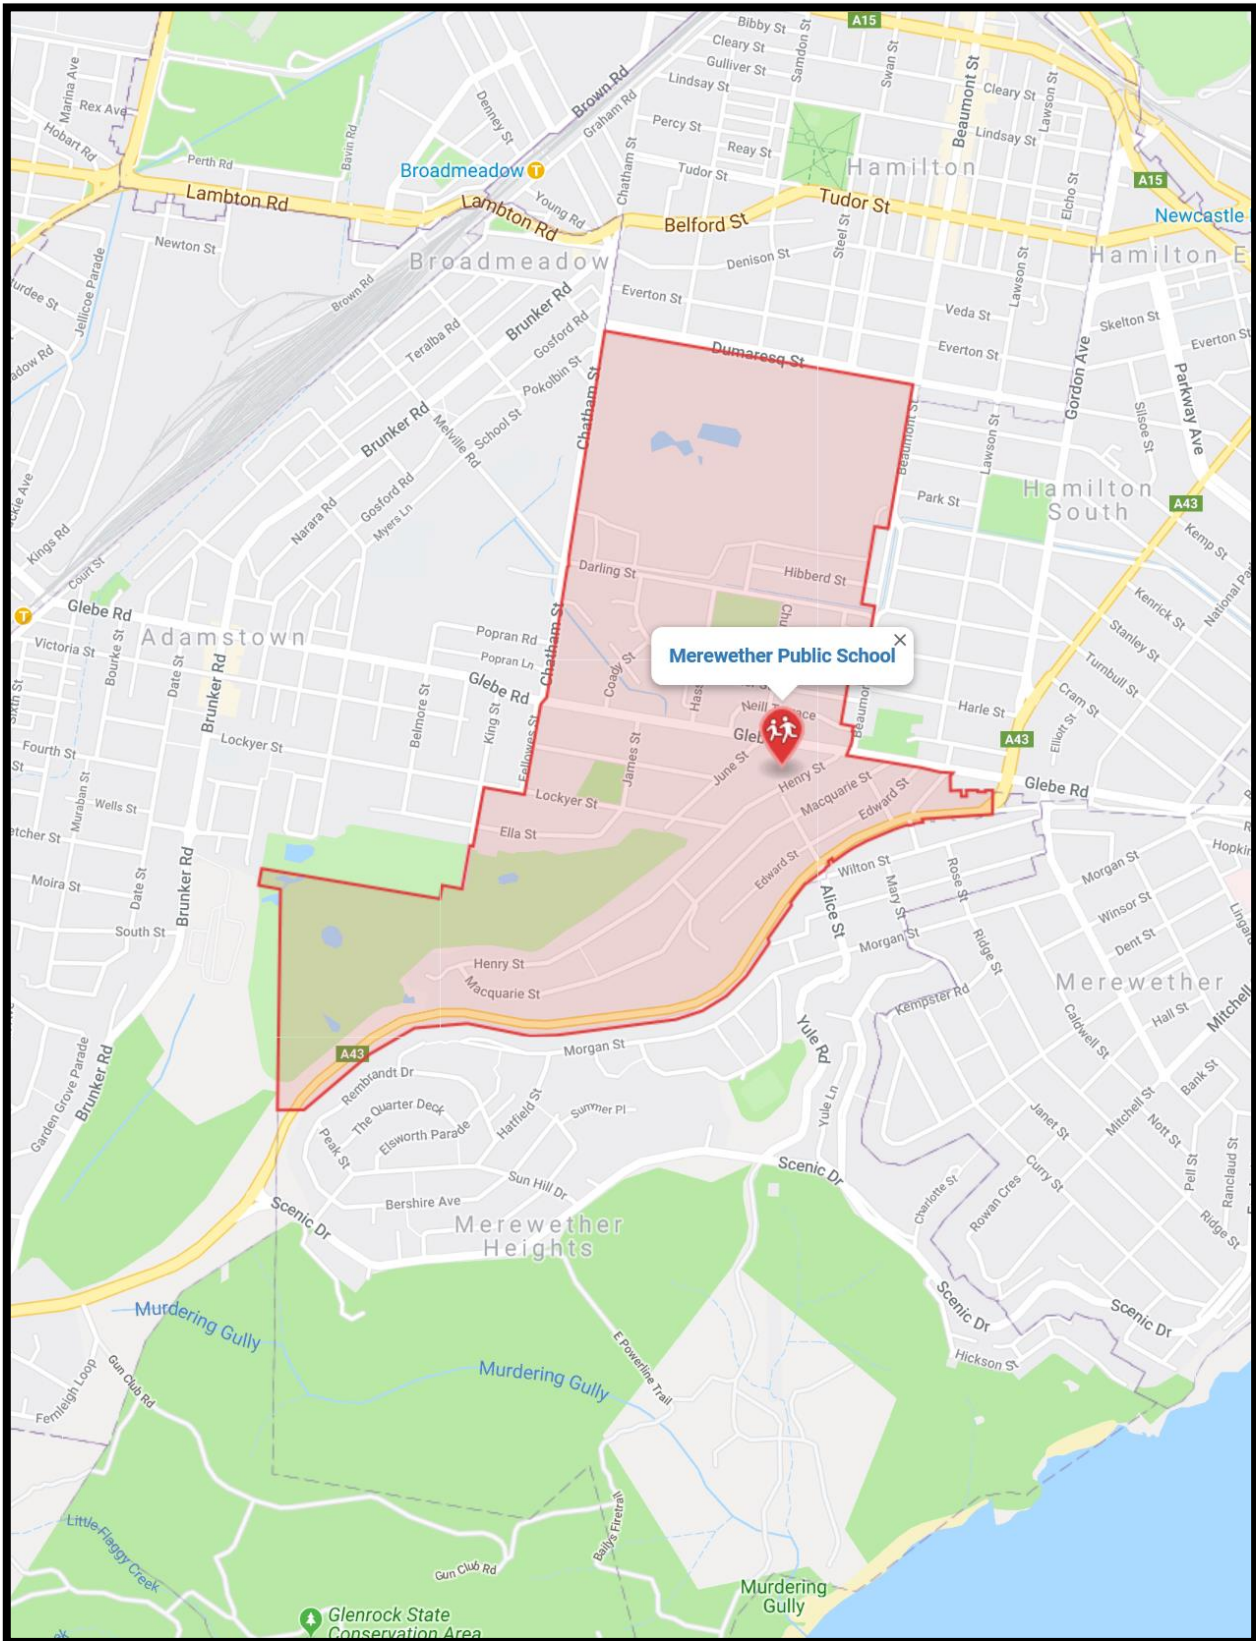 A15
Bibby St
Cleary St
Gulliver St
Lindsay St
Samdon St
Swan St
Beaumont St
Cleary St
Lawson St
Lindsay St
Marina Ave
Rex Ave
Hobart Rd
Perth Rd
Bavin Rd
Denney St
Brown Rd
Graham Rd
Chatham St
Percy St
Reay St
Tudor St
Hamilton
Elcho St
A15
Newcastle
Broadmeadow
T
Lambton Rd
Lambton Rd
Young Rd
Belford St
Tudor St
Steel St
Hamilton E
Newton St
Broadmeadow
Denison St
Lawson St
Jellicoe Parade
Brown Rd
Brunker Rd
Everton St
Veda St
Skelton St
Everton St
Teralba Rd
Gosford Rd
Dumaresq St
Everton St
Gordon Ave
Parkway Ave
Pokolbin St
Chatham St
Brunker Rd
Melville Rd
School St
Beaumont St
Lawson St
Silsoe St
Park St
Hamilton
South
A43
Narara Rd
Gosford Rd
Myers Ln
Kings Rd
Court St
Kemp St
Darling St
Hibberd St
Kenrick St
T
Glebe Rd
Victoria St
Bourke St
Adamstown
Date St
Brunker Rd
Popran Rd
Popran Ln
Chatham St
Merewether Public School
Stanley St
Turnbull St
Cram St
Elliott St
Glebe Rd
Coady St
Harle St
A43
Fourth St
Lockyer St
Belmore St
King St
Fellowes St
James St
June St
Henry St
Macquarie St
Edward St
Glebe Rd
Wells St
Muraban St
Lockyer St
Ella St
Moira St
Date St
Brunker Rd
South St
Edward St
Wilton St
Alice St
Mary St
Rose St
Morgan St
Winsor St
Dent St
Henry St
Macquarie St
Morgan St
Ridge St
Merewether
Kempster Rd
Caldwell St
Hall St
Mitchell
A43
Morgan St
Yule Rd
Yule Ln
Garden Grove Parade
Brunker Rd
Rembrandt Dr
The Quarter Deck
Elsworth Parade
Hatfield St
Summer Pl
Peak St
Janet St
Mitchell St
Bank St
Nott St
Pell St
Ranclaud St
Curry St
Sun Hill Dr
Scenic Dr
Charlotte St
Rowan Cres
Ridge St
Scenic Dr
Bershire Ave
Merewether
Heights
Scenic Dr
Scenic Dr
Hickson St
Murdering Gully
Murdering Gully
E Powerline Trail
Gun Club Rd
Fernleigh Loop
Little Flaggy Creek
Gun Club Rd
Bailys Firetrail
Murdering
Gully
Glenrock State
Conservation Area